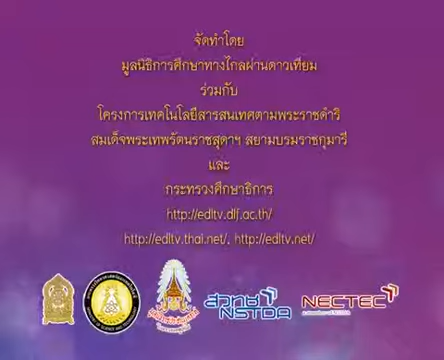 จัดทำโดย
มูลนิธิการศึกษาทางไกลผ่านดาวเทียม
ร่วมกับ
โครงการเทคโนโลยีสารสนเทศตามพระราชดำริ
สมเด็จพระเทพรัตนราชสุดาฯ สยามบรมราชกุมารี
และ
กระทรวงศึกษาธิการ
http://edltv.dlf.ac.th/
http://edltv.thai.net/, http://edltv.net/
สวทช
NSTDA
NECTEC
a member of NSTDA